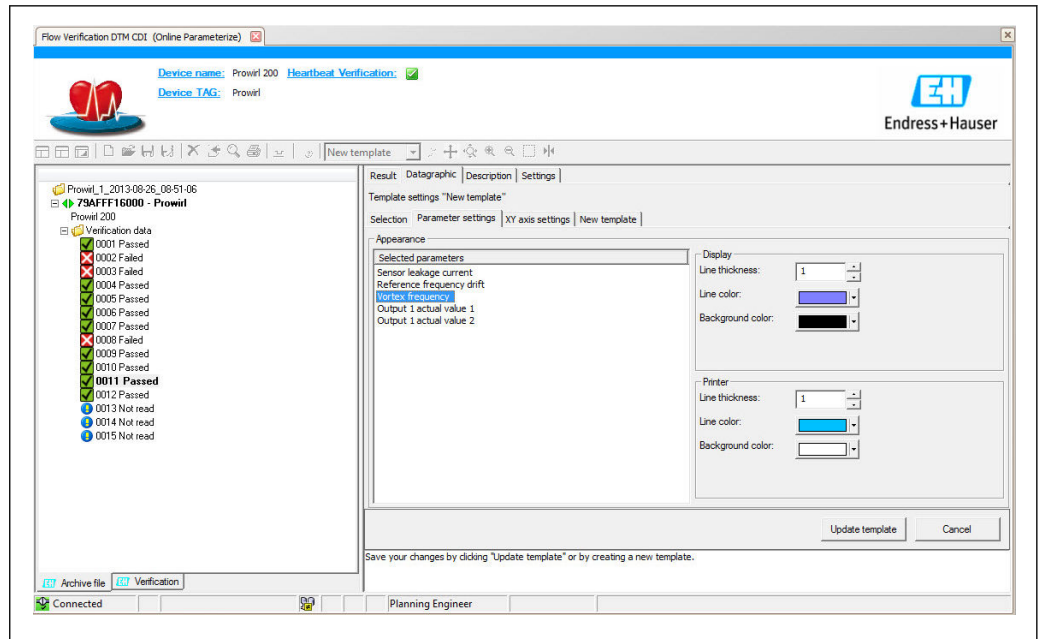 Flow Verification DTM CDI (Online Parameterize)
Device name: Prowirl 200 Heartbeat Verification:
Device TAG: Prowirl
EH
Endress+Hauser
New template
Prowirl_1_2013-08-26_08-51-06
79AFFF16000 - Prowirl
Prowirl 200
Verification data
0001 Passed
0002 Failed
0003 Failed
0004 Passed
0005 Passed
0006 Passed
0007 Passed
0008 Failed
0009 Passed
0010 Passed
0011 Passed
0012 Passed
0013 Not read
0014 Not read
0015 Not read
Archive file Verification
Result Datagraphic Description Settings
Template settings "New template"
Selection Parameter settings XY axis settings New template
Appearance
Selected parameters
Sensor leakage current
Reference frequency drift
Vortex frequency
Output 1 actual value 1
Output 1 actual value 2
Display
Line thickness: 1
Line color:
Background color:
Printer
Line thickness: 1
Line color:
Background color:
Update template Cancel
Save your changes by clicking "Update template" or by creating a new template.
Connected Planning Engineer